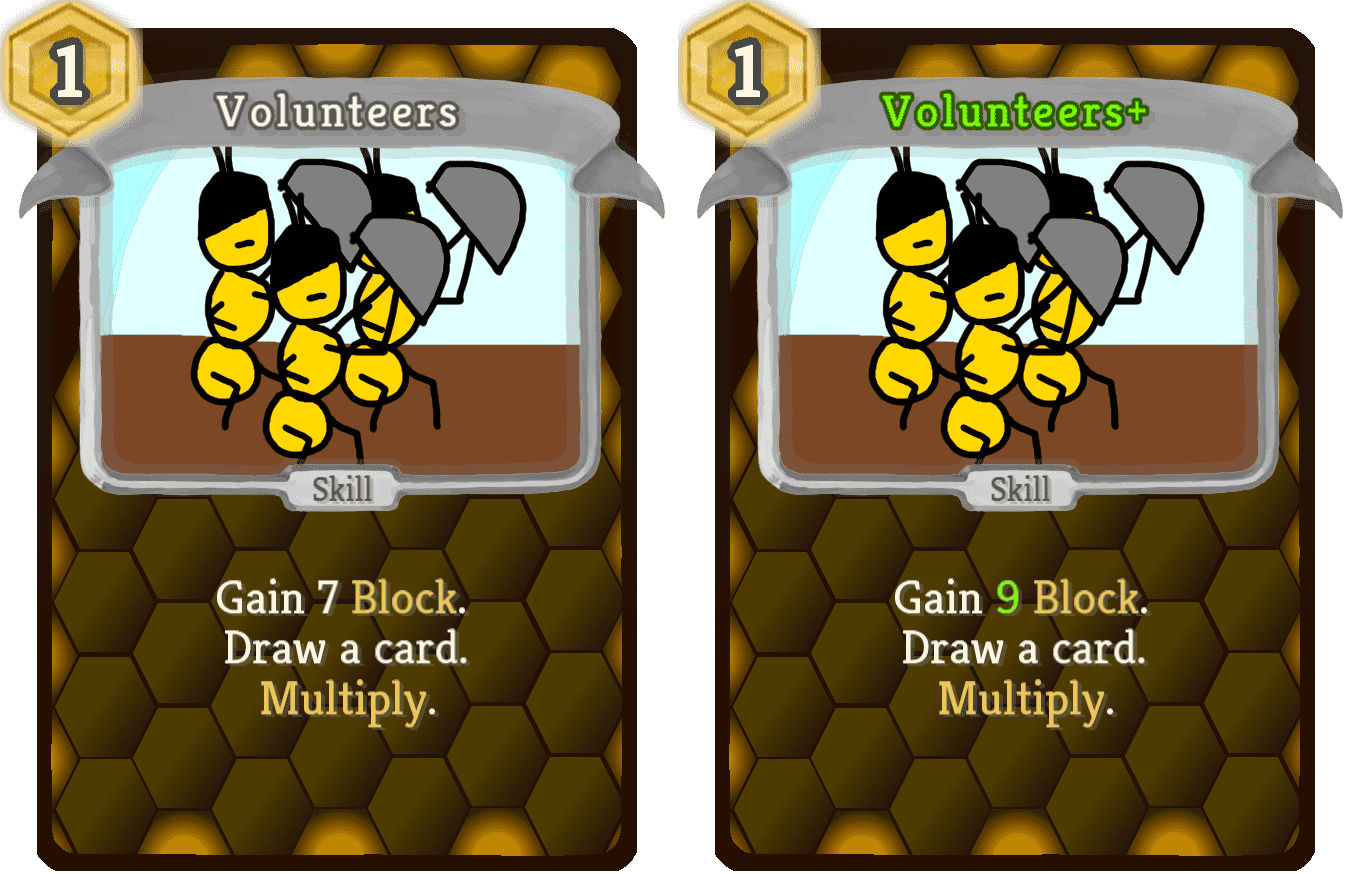 1
Volunteers
Skill
Gain 7 Block.
Draw a card.
Multiply.
1
Volunteers+
Skill
Gain 9 Block.
Draw a card.
Multiply.